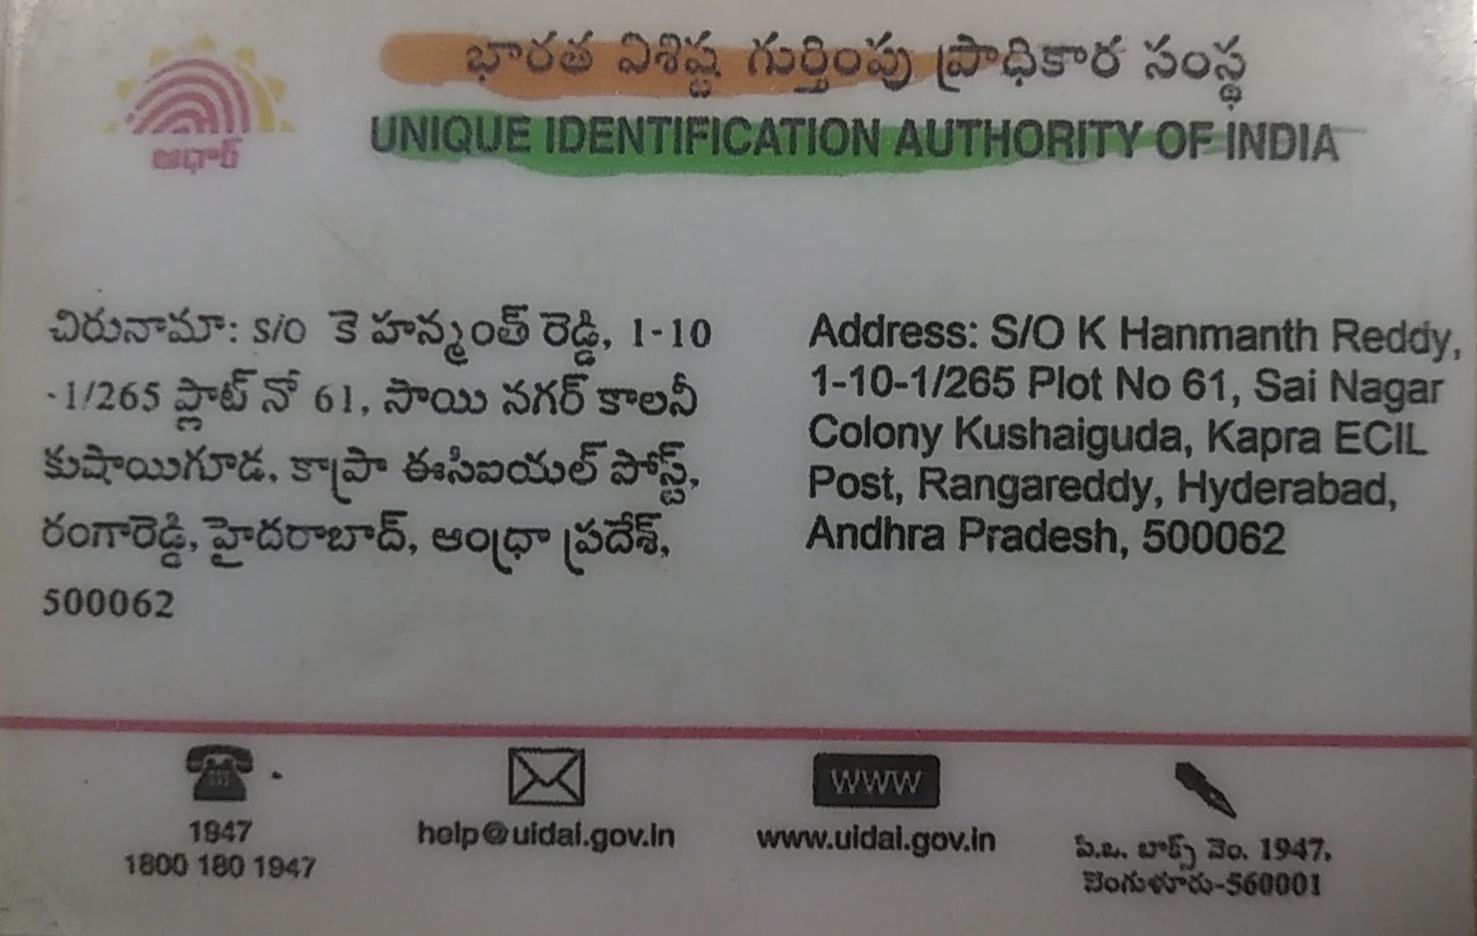 భారత విశిష్ట గుర్తింపు ప్రాధికార సంస్థ
UNIQUE IDENTIFICATION AUTHORITY OF INDIA
ఆధార్
చిరునామా: S/O కె హన్మంత్ రెడ్డి, 1-10
-1/265 ప్లాట్ నో 61, సాయి నగర్ కాలనీ
కుషాయిగూడ, కాప్రా ఈసిఐయల్ పోస్ట్,
రంగారెడ్డి, హైదరాబాద్, ఆంధ్రా ప్రదేశ్,
500062
Address: S/O K Hanmanth Reddy,
1-10-1/265 Plot No 61, Sai Nagar
Colony Kushaiguda, Kapra ECIL
Post, Rangareddy, Hyderabad,
Andhra Pradesh, 500062
1947
1800 180 1947
help@uidai.gov.in
WWW
www.uidai.gov.in
పి.ఒ. బాక్స్ నెం. 1947,
బెంగుళూరు-560001